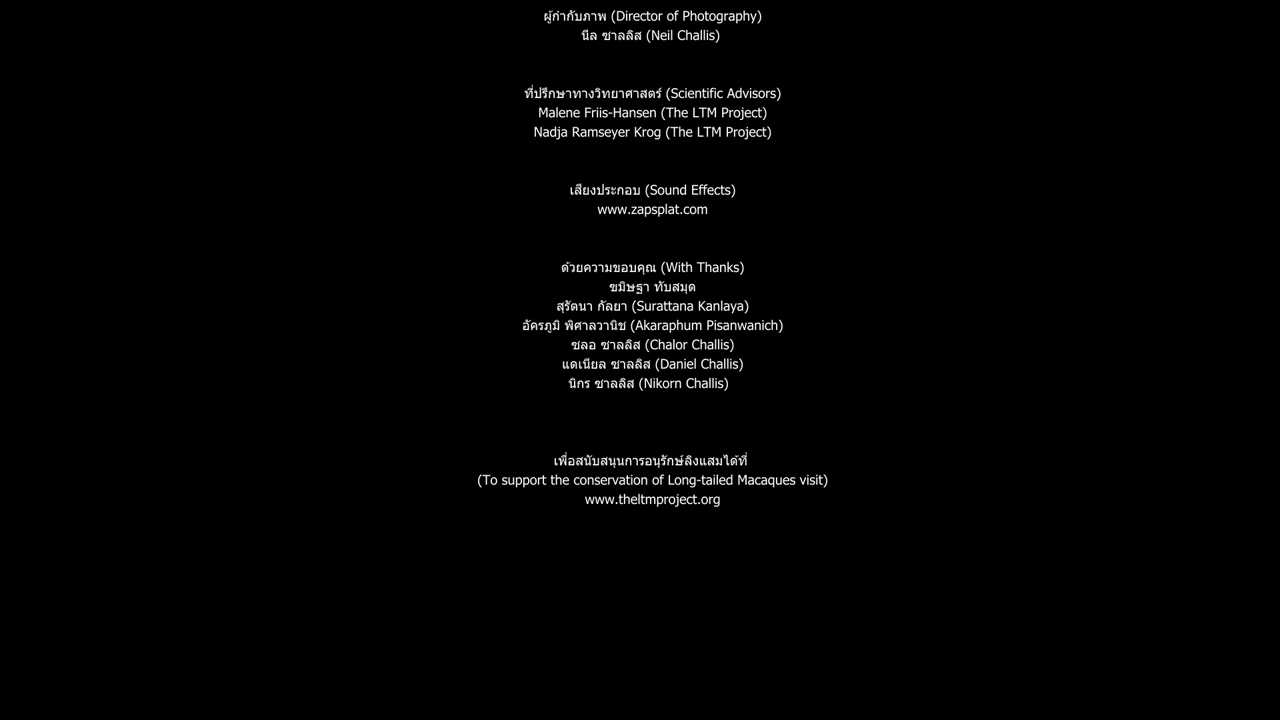 ผู้กำกับภาพ (Director of Photography)
นีล ชาลลิส (Neil Challis)
ที่ปรึกษาทางวิทยาศาสตร์ (Scientific Advisors)
Malene Friis-Hansen (The LTM Project)
Nadja Ramseyer Krog (The LTM Project)
เสียงประกอบ (Sound Effects)
www.zapsplat.com
ด้วยความขอบคุณ (With Thanks)
ฆมิษฐา ทับสมุด
สุรัตนา กัลยา (Surattana Kanlaya)
อัครภูมิ พิศาลวานิช (Akaraphum Pisanwanich)
ชลอ ชาลลิส (Chalor Challis)
แดเนียล ชาลลิส (Daniel Challis)
นิกร ชาลลิส (Nikorn Challis)
เพื่อสนับสนุนการอนุรักษ์ลิงแสมได้ที่
(To support the conservation of Long-tailed Macaques visit)
www.theltmproject.org